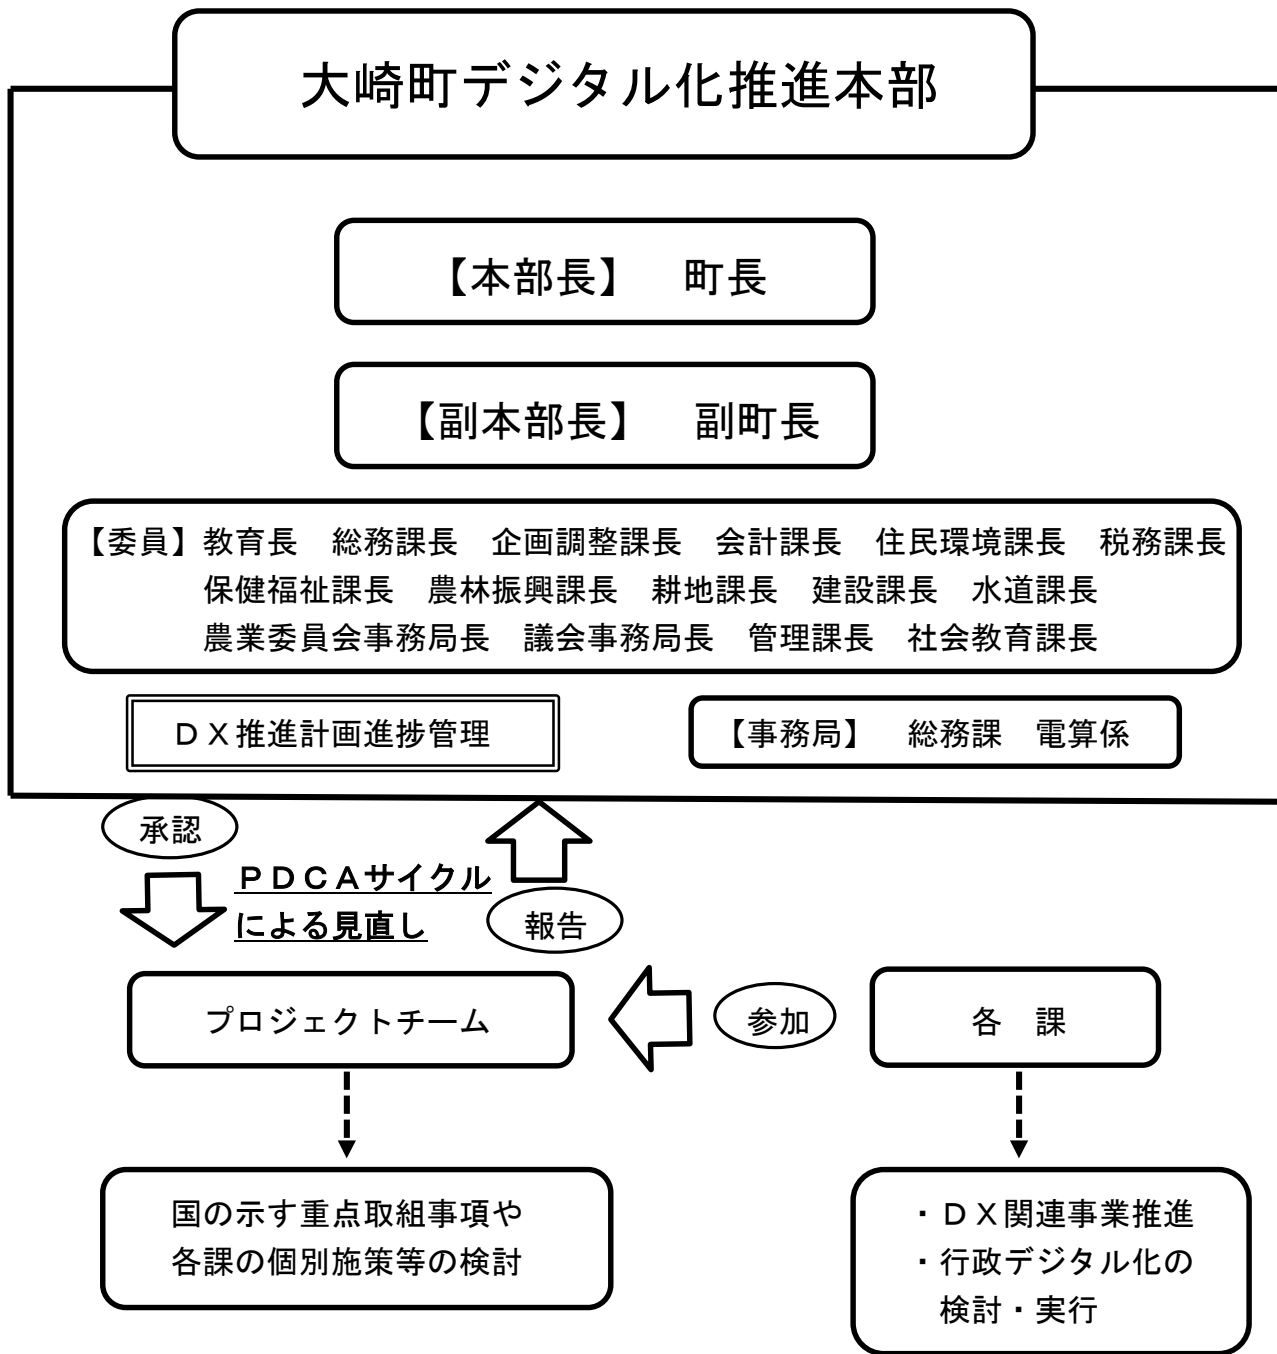 大崎町デジタル化推進本部
【本部長】　町長
【副本部長】　副町長
【委員】教育長　総務課長　企画調整課長　会計課長　住民環境課長　税務課長
保健福祉課長　農林振興課長　耕地課長　建設課長　水道課長
農業委員会事務局長　議会事務局長　管理課長　社会教育課長
ＤＸ推進計画進捗管理
【事務局】　総務課　電算係
承認
ＰＤＣＡサイクル
による見直し
報告
プロジェクトチーム
参加
各　課
国の示す重点取組事項や
各課の個別施策等の検討
・ＤＸ関連事業推進
・行政デジタル化の
検討・実行